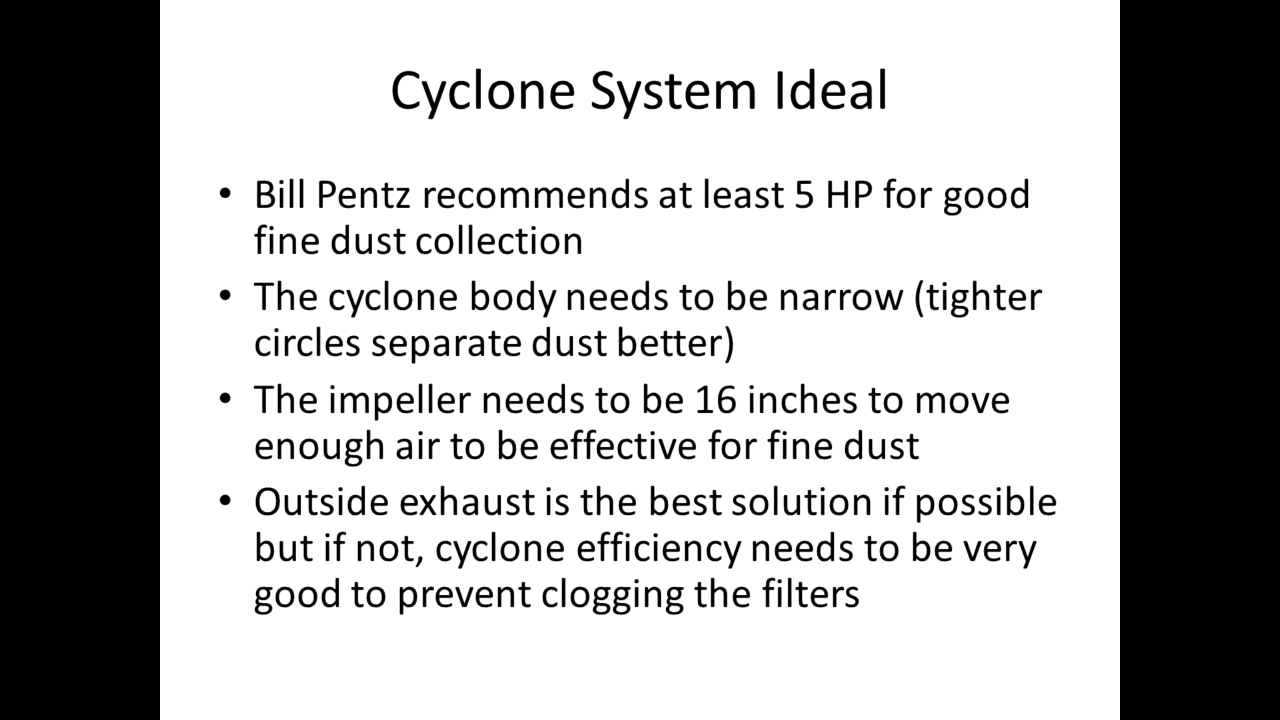 Cyclone System Ideal
• Bill Pentz recommends at least 5 HP for good
fine dust collection
• The cyclone body needs to be narrow (tighter
circles separate dust better)
• The impeller needs to be 16 inches to move
enough air to be effective for fine dust
• Outside exhaust is the best solution if possible
but if not, cyclone efficiency needs to be very
good to prevent clogging the filters